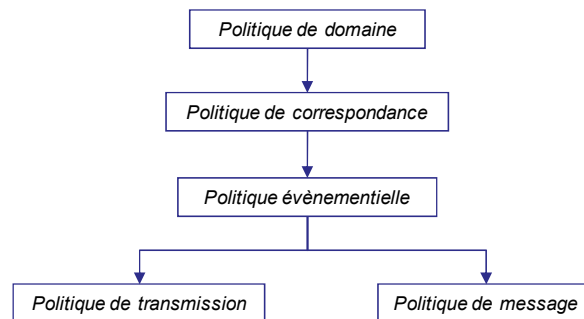 Politique de domaine
Politique de correspondance
Politique évènementielle
Politique de transmission
Politique de message